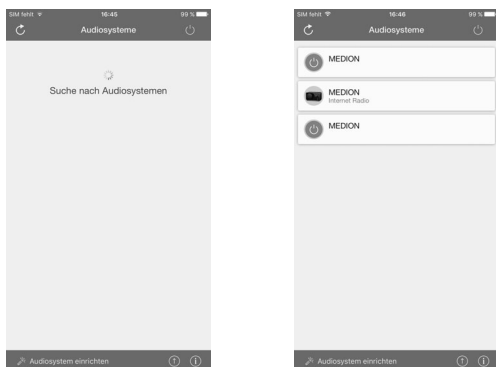 SIM fehlt 16:45 99 %
Audiosysteme
Suche nach Audiosystemen
Audiosystem einrichten
SIM fehlt 16:46 99 %
Audiosysteme
MEDION
MEDION
Internet Radio
MEDION
Audiosystem einrichten